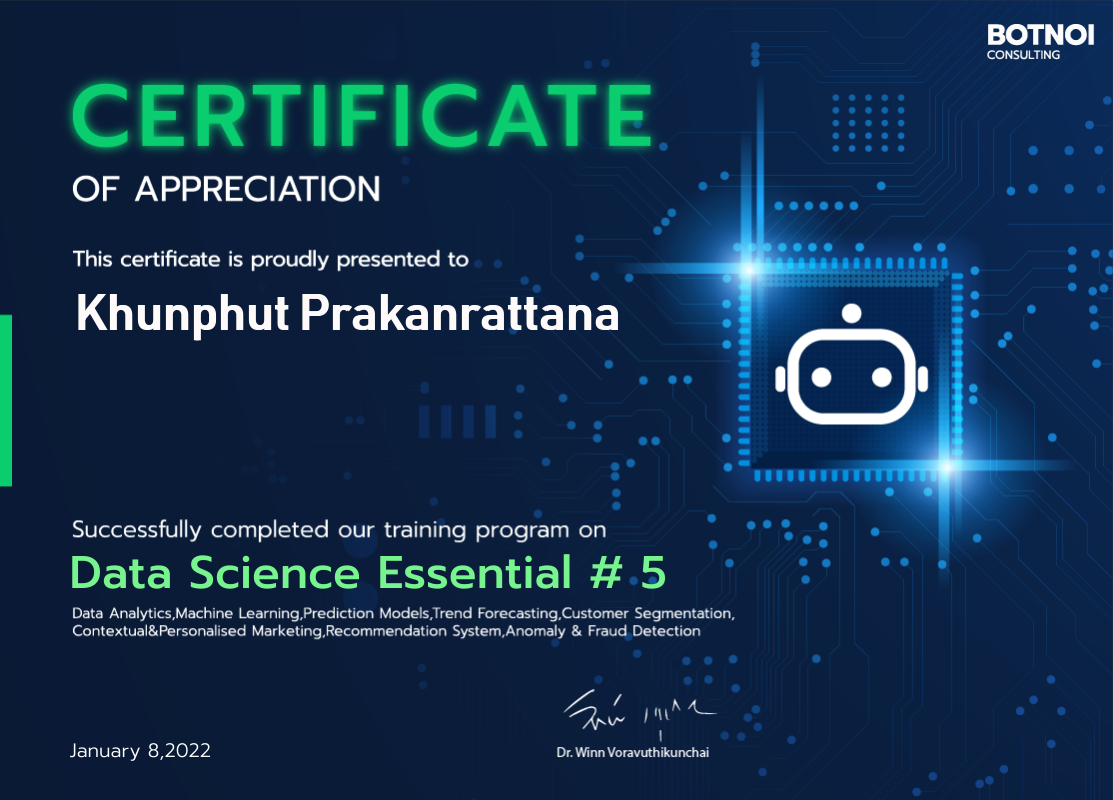 BOTNOI
CONSULTING
CERTIFICATE
OF APPRECIATION
This certificate is proudly presented to
Khunphut Prakanrattana
Successfully completed our training program on
Data Science Essential # 5
Data Analytics,Machine Learning,Prediction Models,Trend Forecasting,Customer Segmentation,
Contextual&Personalised Marketing,Recommendation System,Anomaly & Fraud Detection
January 8,2022
Dr. Winn Voravuthikunchai